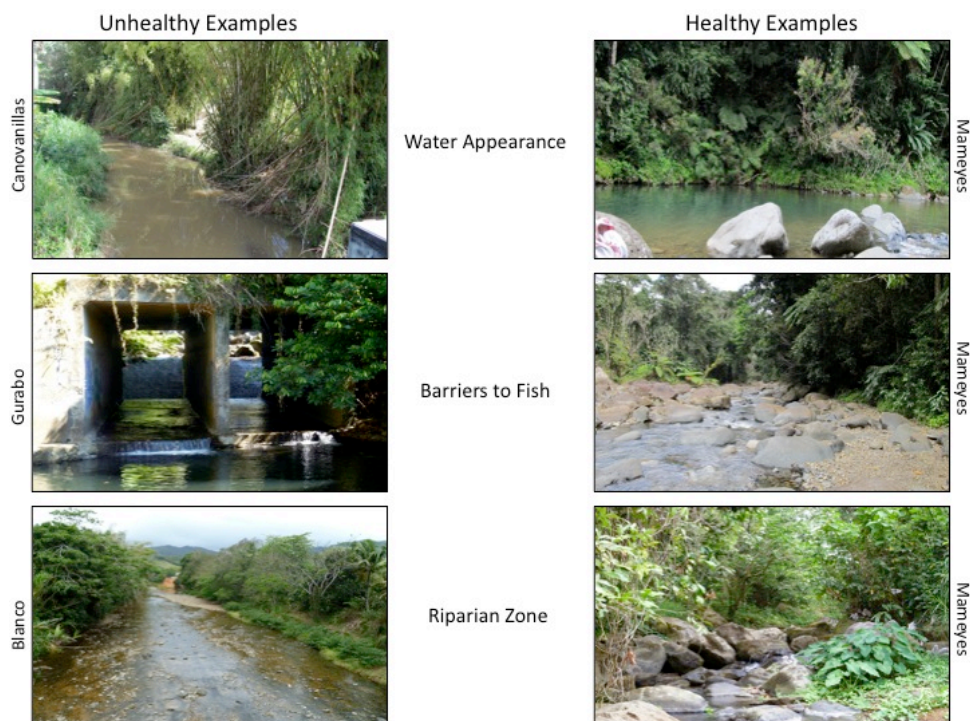 Unhealthy Examples
Healthy Examples
Canovanillas
Water Appearance
Mameyes
Gurabo
Barriers to Fish
Mameyes
Blanco
Riparian Zone
Mameyes